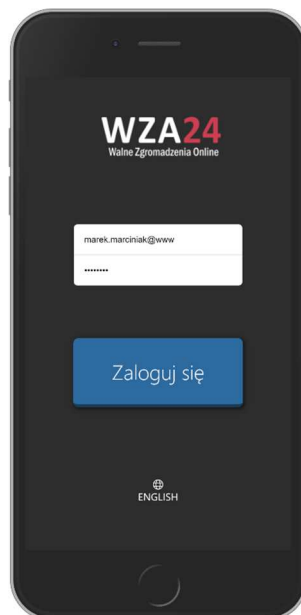 WZA24
Walne Zgromadzenia Online
marek.marciniak@www
••••••••
Zaloguj się
ENGLISH